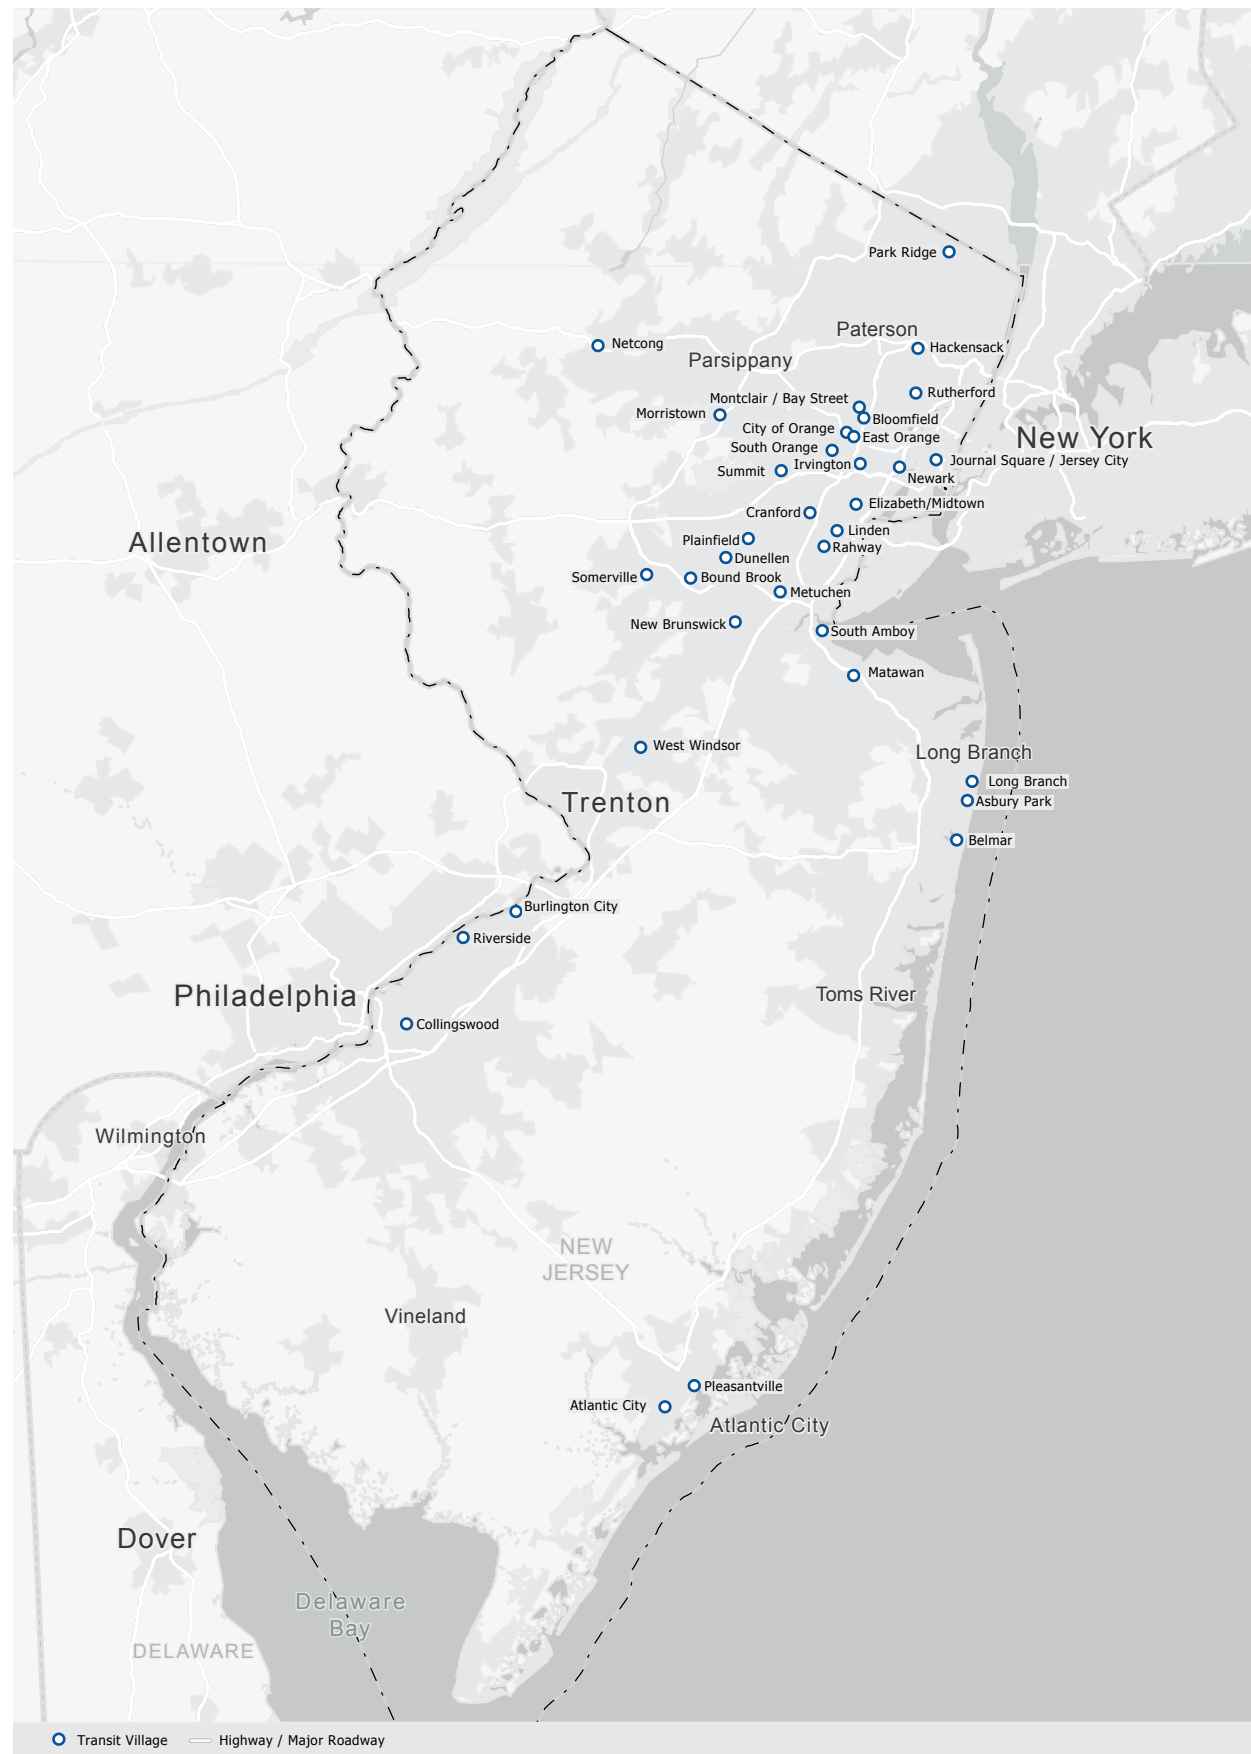 Park Ridge
Paterson
Netcong
Hackensack
Parsippany
Rutherford
Montclair / Bay Street
Morristown
Bloomfield
City of Orange
East Orange
New York
South Orange
Journal Square / Jersey City
Irvington
Summit
Newark
Elizabeth/Midtown
Cranford
Linden
Allentown
Plainfield
Rahway
Dunellen
Somerville
Bound Brook
Metuchen
New Brunswick
South Amboy
Matawan
West Windsor
Long Branch
Long Branch
Trenton
Asbury Park
Belmar
Burlington City
Riverside
Philadelphia
Toms River
Collingswood
Wilmington
NEW
JERSEY
Vineland
Pleasantville
Atlantic City
Atlantic City
Dover
Delaware
Bay
DELAWARE
Transit Village
Highway / Major Roadway